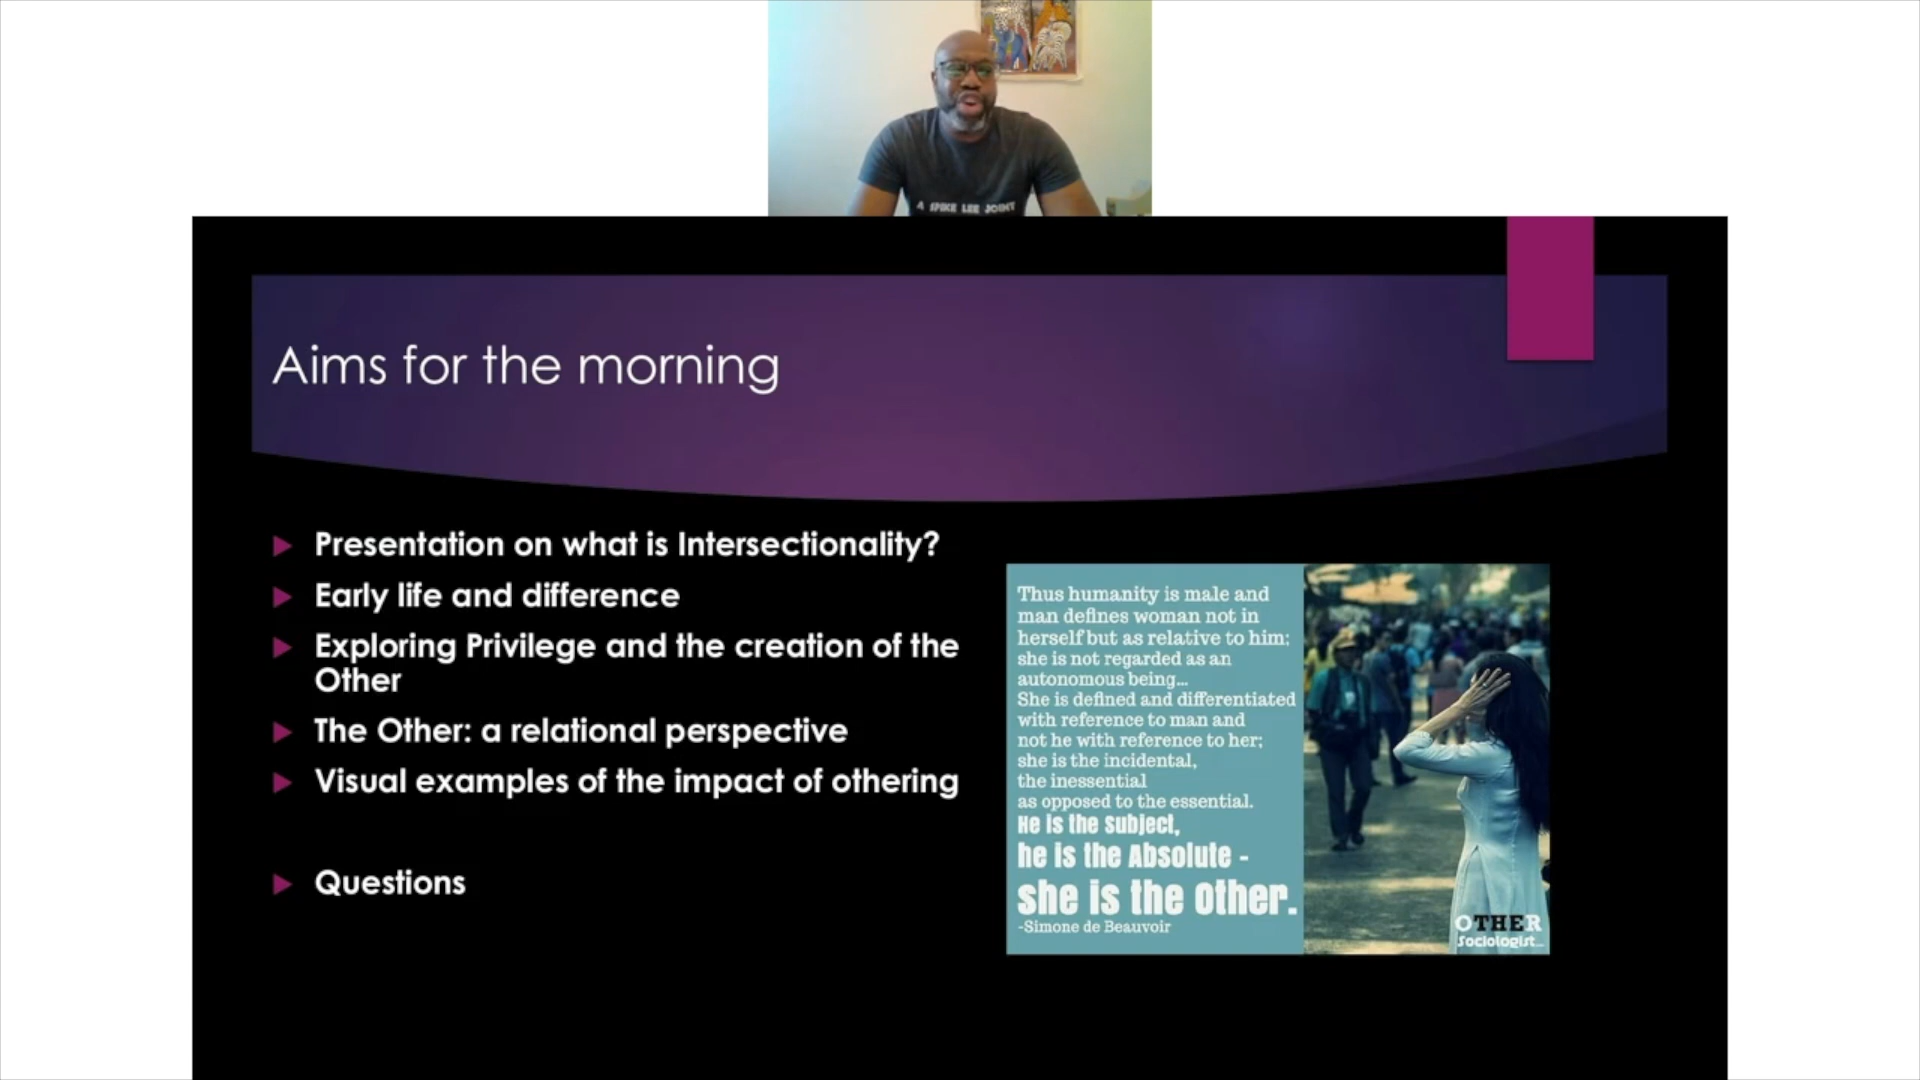 A SPIKE LEE JOINT
Aims for the morning
Presentation on what is Intersectionality?
Early life and difference
Exploring Privilege and the creation of the
Other
The Other: a relational perspective
Visual examples of the impact of othering
Questions
Thus humanity is male and
man defines woman not in
herself but as relative to him;
she is not regarded as an
autonomous being...
She is defined and differentiated
with reference to man and
not he with reference to her;
she is the incidental,
the inessential
as opposed to the essential.
He is the Subject,
he is the Absolute -
she is the Other.
-Simone de Beauvoir
OTHER
Sociologist...